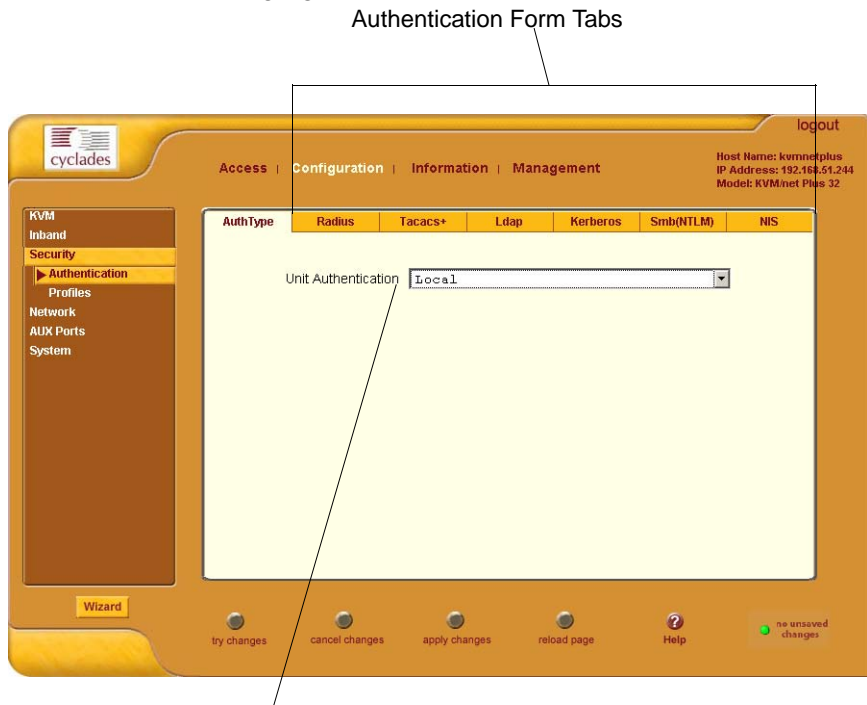 Authentication Form Tabs
logout
cyclades
Access | Configuration | Information | Management
Host Name: kvmnetplus
IP Address: 192.168.51.244
Model: KVM/net Plus 32
KVM
Inband
Security
Authentication
Profiles
Network
AUX Ports
System
AuthType Radius Tacacs+ Ldap Kerberos Smb(NTLM) NIS
Unit Authentication Local
Wizard
try changes cancel changes apply changes reload page Help
no unsaved
changes